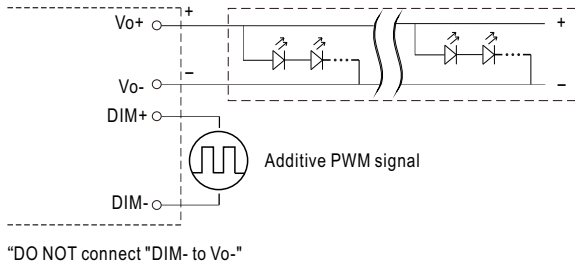 Vo+
+
+
Vo-
–
–
DIM+
Additive PWM signal
DIM-
“DO NOT connect "DIM- to Vo-"